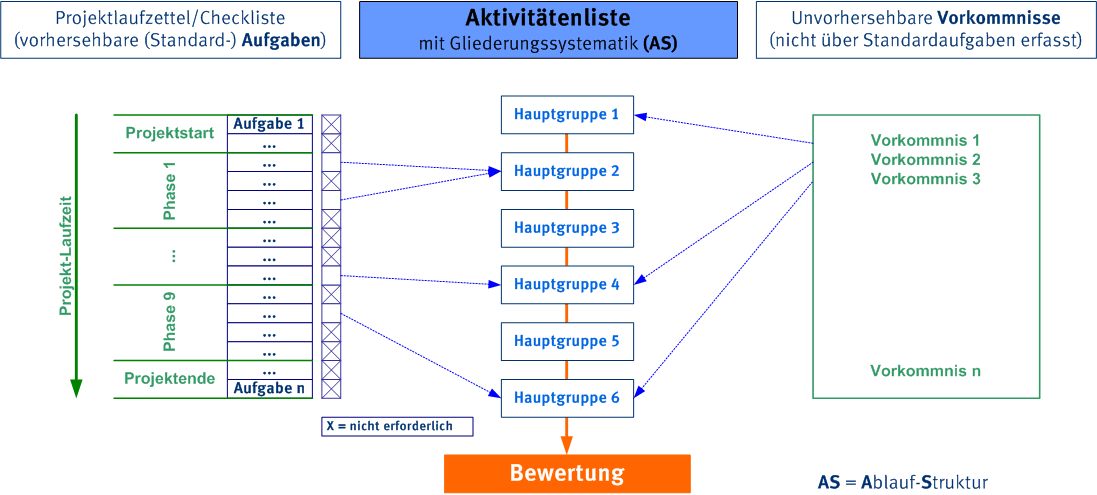 Projektlaufzettel/Checkliste
(vorhersehbare (Standard-) Aufgaben)
Aktivitätenliste
mit Gliederungssystematik (AS)
Unvorhersehbare Vorkommnisse
(nicht über Standardaufgaben erfasst)
Projekt-Laufzeit
Projektstart
Phase 1
...
Phase 9
Projektende
Aufgabe 1
...
...
...
...
...
...
...
...
...
...
...
...
...
Aufgabe n
X = nicht erforderlich
Hauptgruppe 1
Hauptgruppe 2
Hauptgruppe 3
Hauptgruppe 4
Hauptgruppe 5
Hauptgruppe 6
Bewertung
Vorkommnis 1
Vorkommnis 2
Vorkommnis 3
Vorkommnis n
AS = Ablauf-Struktur